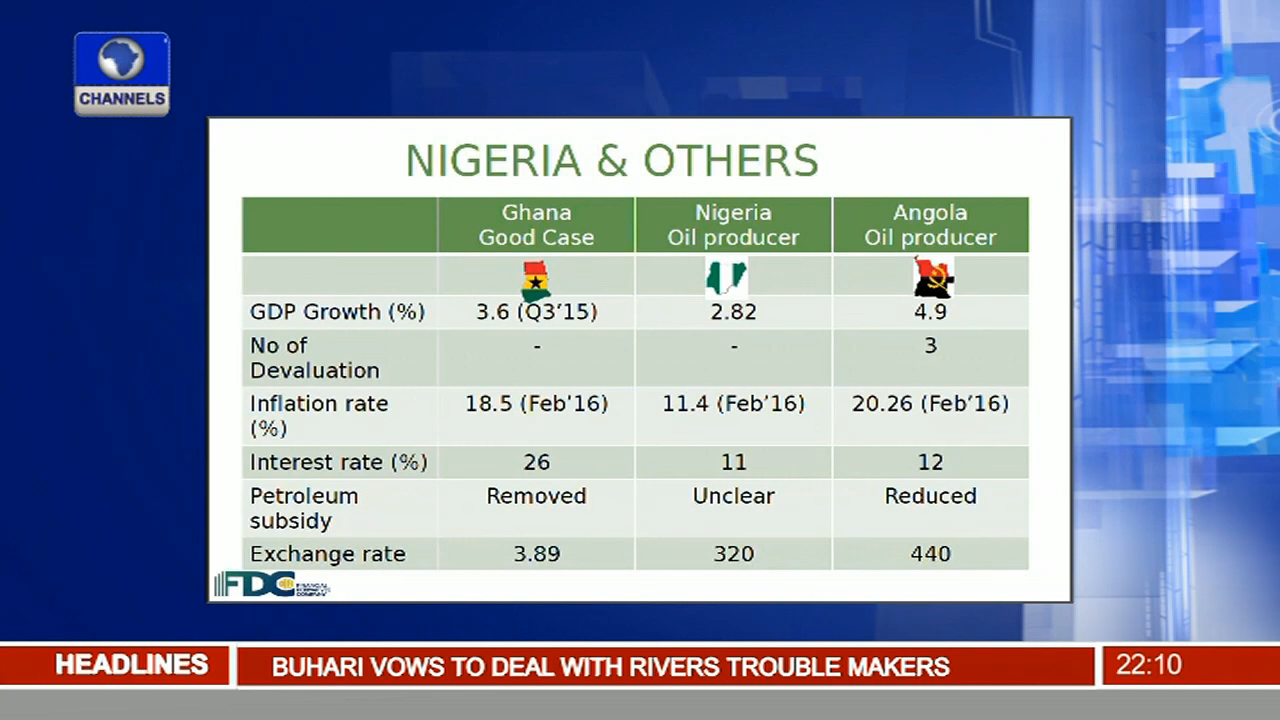 CHANNELS
NIGERIA & OTHERS
Ghana
Good Case
Nigeria
Oil producer
Angola
Oil producer
GDP Growth (%)
3.6 (Q3’15)
2.82
4.9
No of
Devaluation
-
-
3
Inflation rate
(%)
18.5 (Feb'16)
11.4 (Feb’16)
20.26 (Feb’16)
Interest rate (%)
26
11
12
Petroleum
subsidy
Removed
Unclear
Reduced
Exchange rate
3.89
320
440
FDC
FINANCIAL
DERIVATIVES
COMPANY
HEADLINES
BUHARI VOWS TO DEAL WITH RIVERS TROUBLE MAKERS
22:10